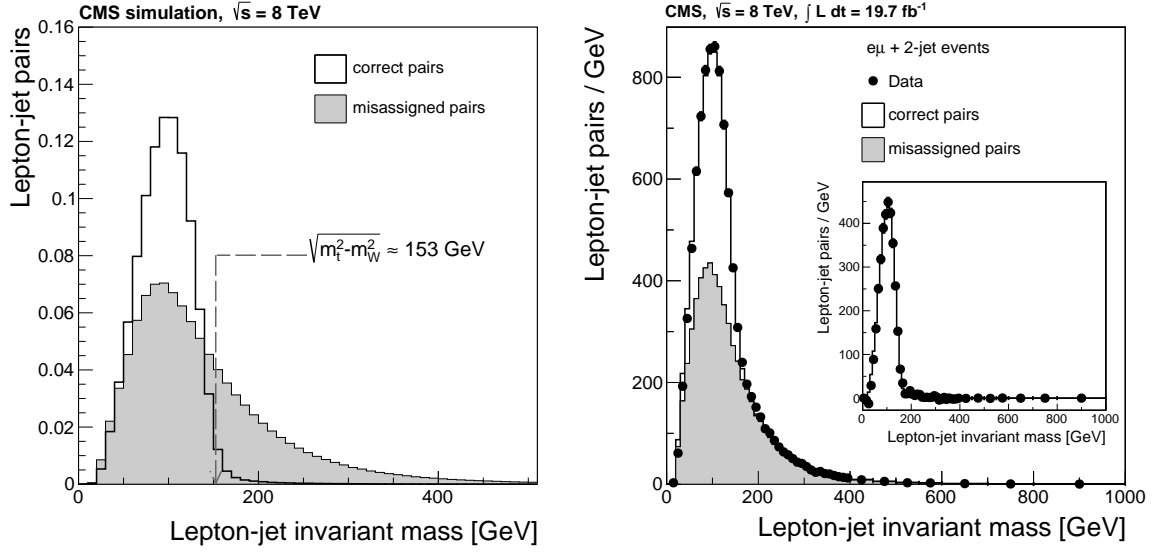 CMS simulation, √s = 8 TeV
Lepton-jet pairs
0.16
0.14
0.12
0.1
0.08
0.06
0.04
0.02
0
correct pairs
misassigned pairs
√m_t^2-m_W^2 ≈ 153 GeV
0 200 400
Lepton-jet invariant mass [GeV]
CMS, √s = 8 TeV, ∫ L dt = 19.7 fb⁻¹
Lepton-jet pairs / GeV
800
600
400
200
0
eμ + 2-jet events
Data
correct pairs
misassigned pairs
Lepton-jet pairs / GeV
400
300
200
100
0
0 200 400 600 800 1000
Lepton-jet invariant mass [GeV]
0 200 400 600 800 1000
Lepton-jet invariant mass [GeV]